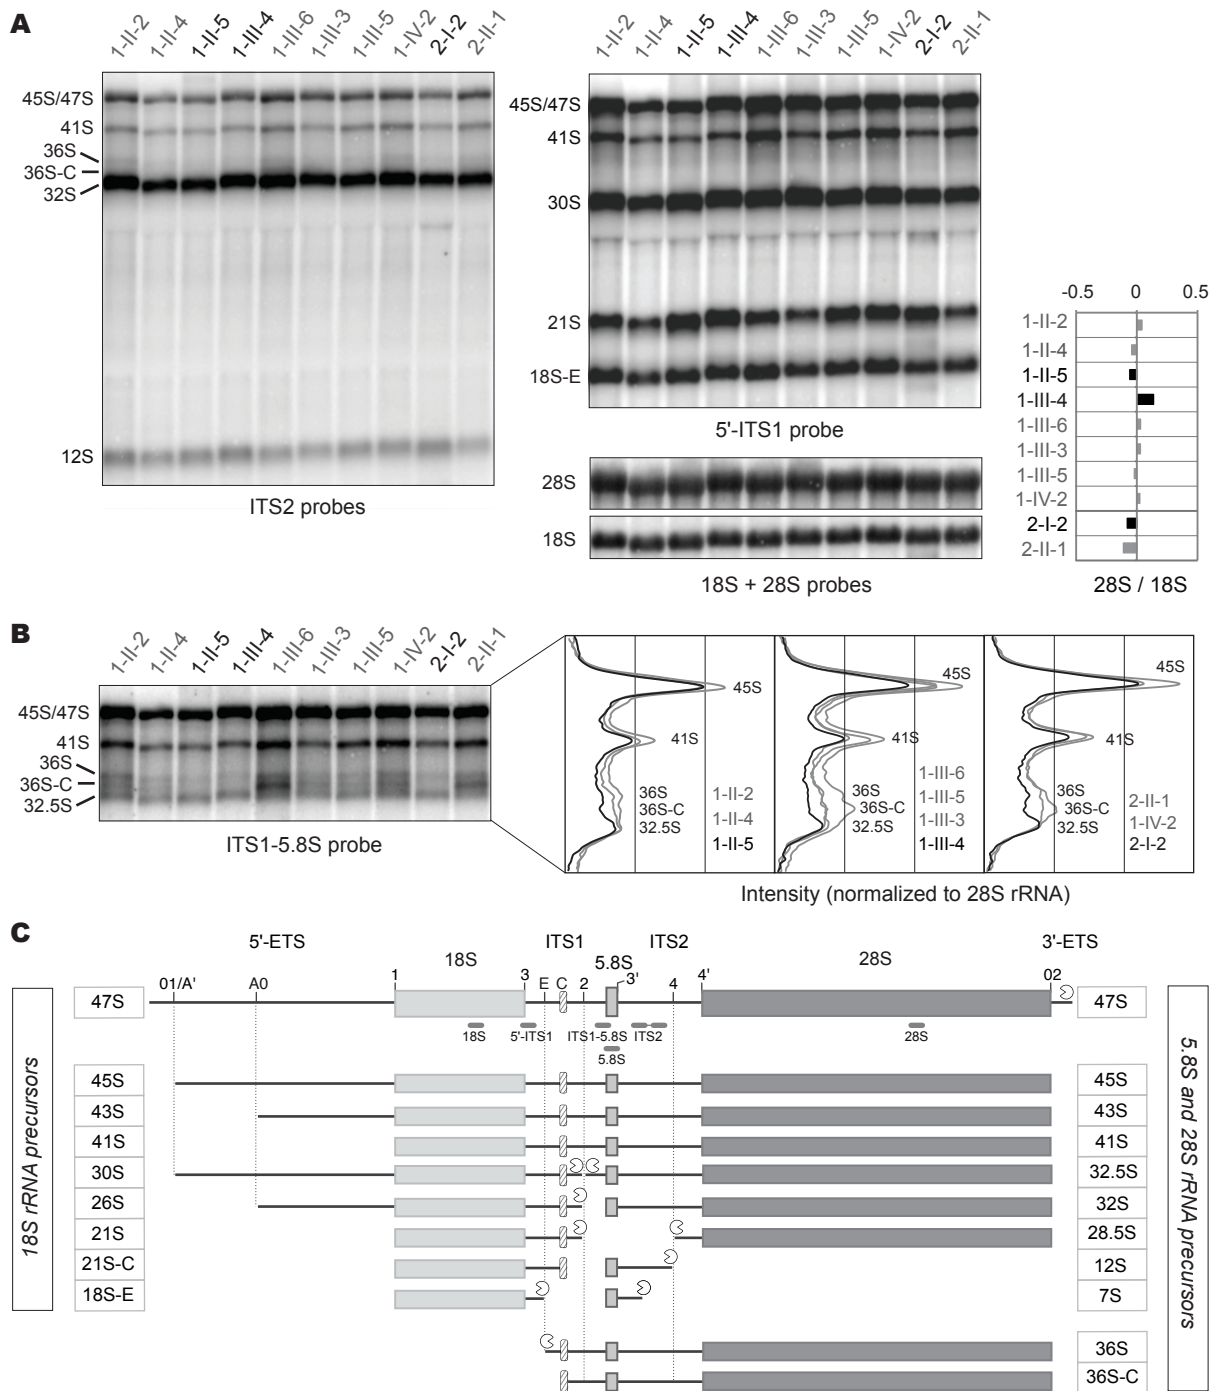 A
1-II-2 1-II-4 1-II-5 1-III-4 1-III-6 1-III-3 1-III-5 1-IV-2 2-I-2 2-II-1
45S/47S
41S
36S
36S-C
32S
12S
ITS2 probes
1-II-2 1-II-4 1-II-5 1-III-4 1-III-6 1-III-3 1-III-5 1-IV-2 2-I-2 2-II-1
45S/47S
41S
30S
21S
18S-E
5'-ITS1 probe
28S
18S
18S + 28S probes
-0.5 0 0.5
1-II-2
1-II-4
1-II-5
1-III-4
1-III-6
1-III-3
1-III-5
1-IV-2
2-I-2
2-II-1
28S / 18S
B
1-II-2 1-II-4 1-II-5 1-III-4 1-III-6 1-III-3 1-III-5 1-IV-2 2-I-2 2-II-1
45S/47S
41S
36S
36S-C
32.5S
ITS1-5.8S probe
45S
41S
36S
36S-C
32.5S
1-II-2
1-II-4
1-II-5
45S
41S
36S
36S-C
32.5S
1-III-6
1-III-5
1-III-3
1-III-4
45S
41S
36S
36S-C
32.5S
2-II-1
1-IV-2
2-I-2
Intensity (normalized to 28S rRNA)
C
5'-ETS ITS1 ITS2 3'-ETS
18S 5.8S 28S
01/A' A0 1 3 E C 2 3' 4 4' 02
47S 47S
18S 5'-ITS1 ITS1-5.8S ITS2 28S
5.8S
45S 45S
43S 43S
41S 41S
30S 32.5S
26S 32S
21S 28.5S
21S-C 12S
18S-E 7S
36S
36S-C
18S rRNA precursors
5.8S and 28S rRNA precursors